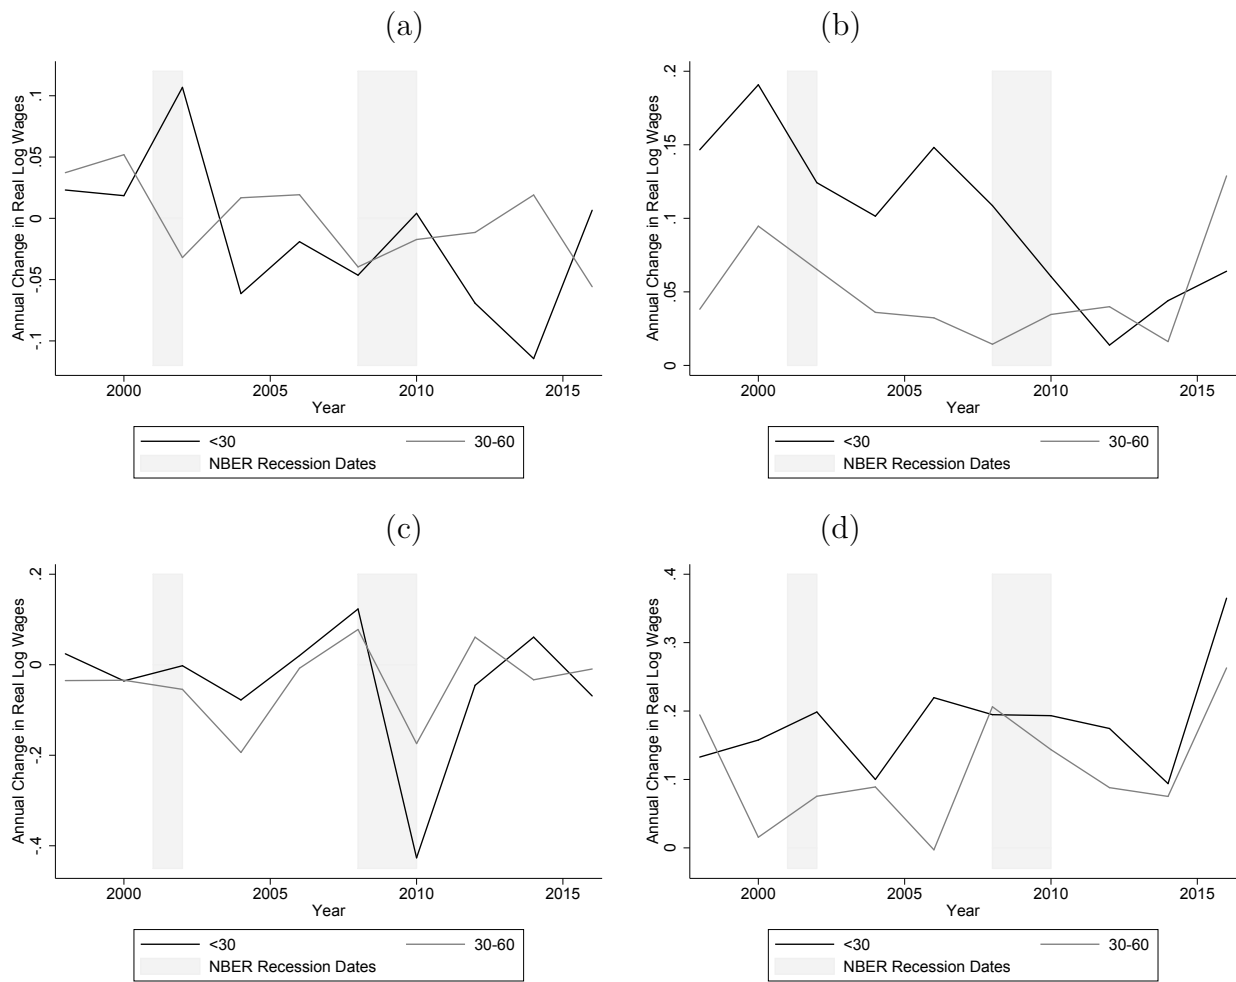 (a)
Annual Change in Real Log Wages
.1
.05
0
-.05
-.1
2000 2005 2010 2015
Year
<30 30-60
NBER Recession Dates
(b)
Annual Change in Real Log Wages
.2
.15
.1
.05
0
2000 2005 2010 2015
Year
<30 30-60
NBER Recession Dates
(c)
Annual Change in Real Log Wages
.2
0
-.2
-.4
2000 2005 2010 2015
Year
<30 30-60
NBER Recession Dates
(d)
Annual Change in Real Log Wages
.4
.3
.2
.1
0
2000 2005 2010 2015
Year
<30 30-60
NBER Recession Dates